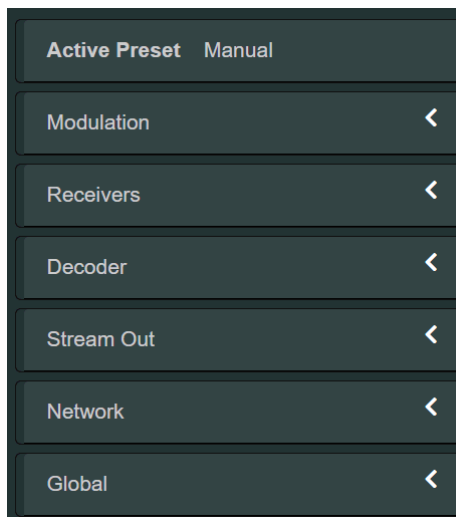 Active Preset Manual
Modulation
Receivers
Decoder
Stream Out
Network
Global